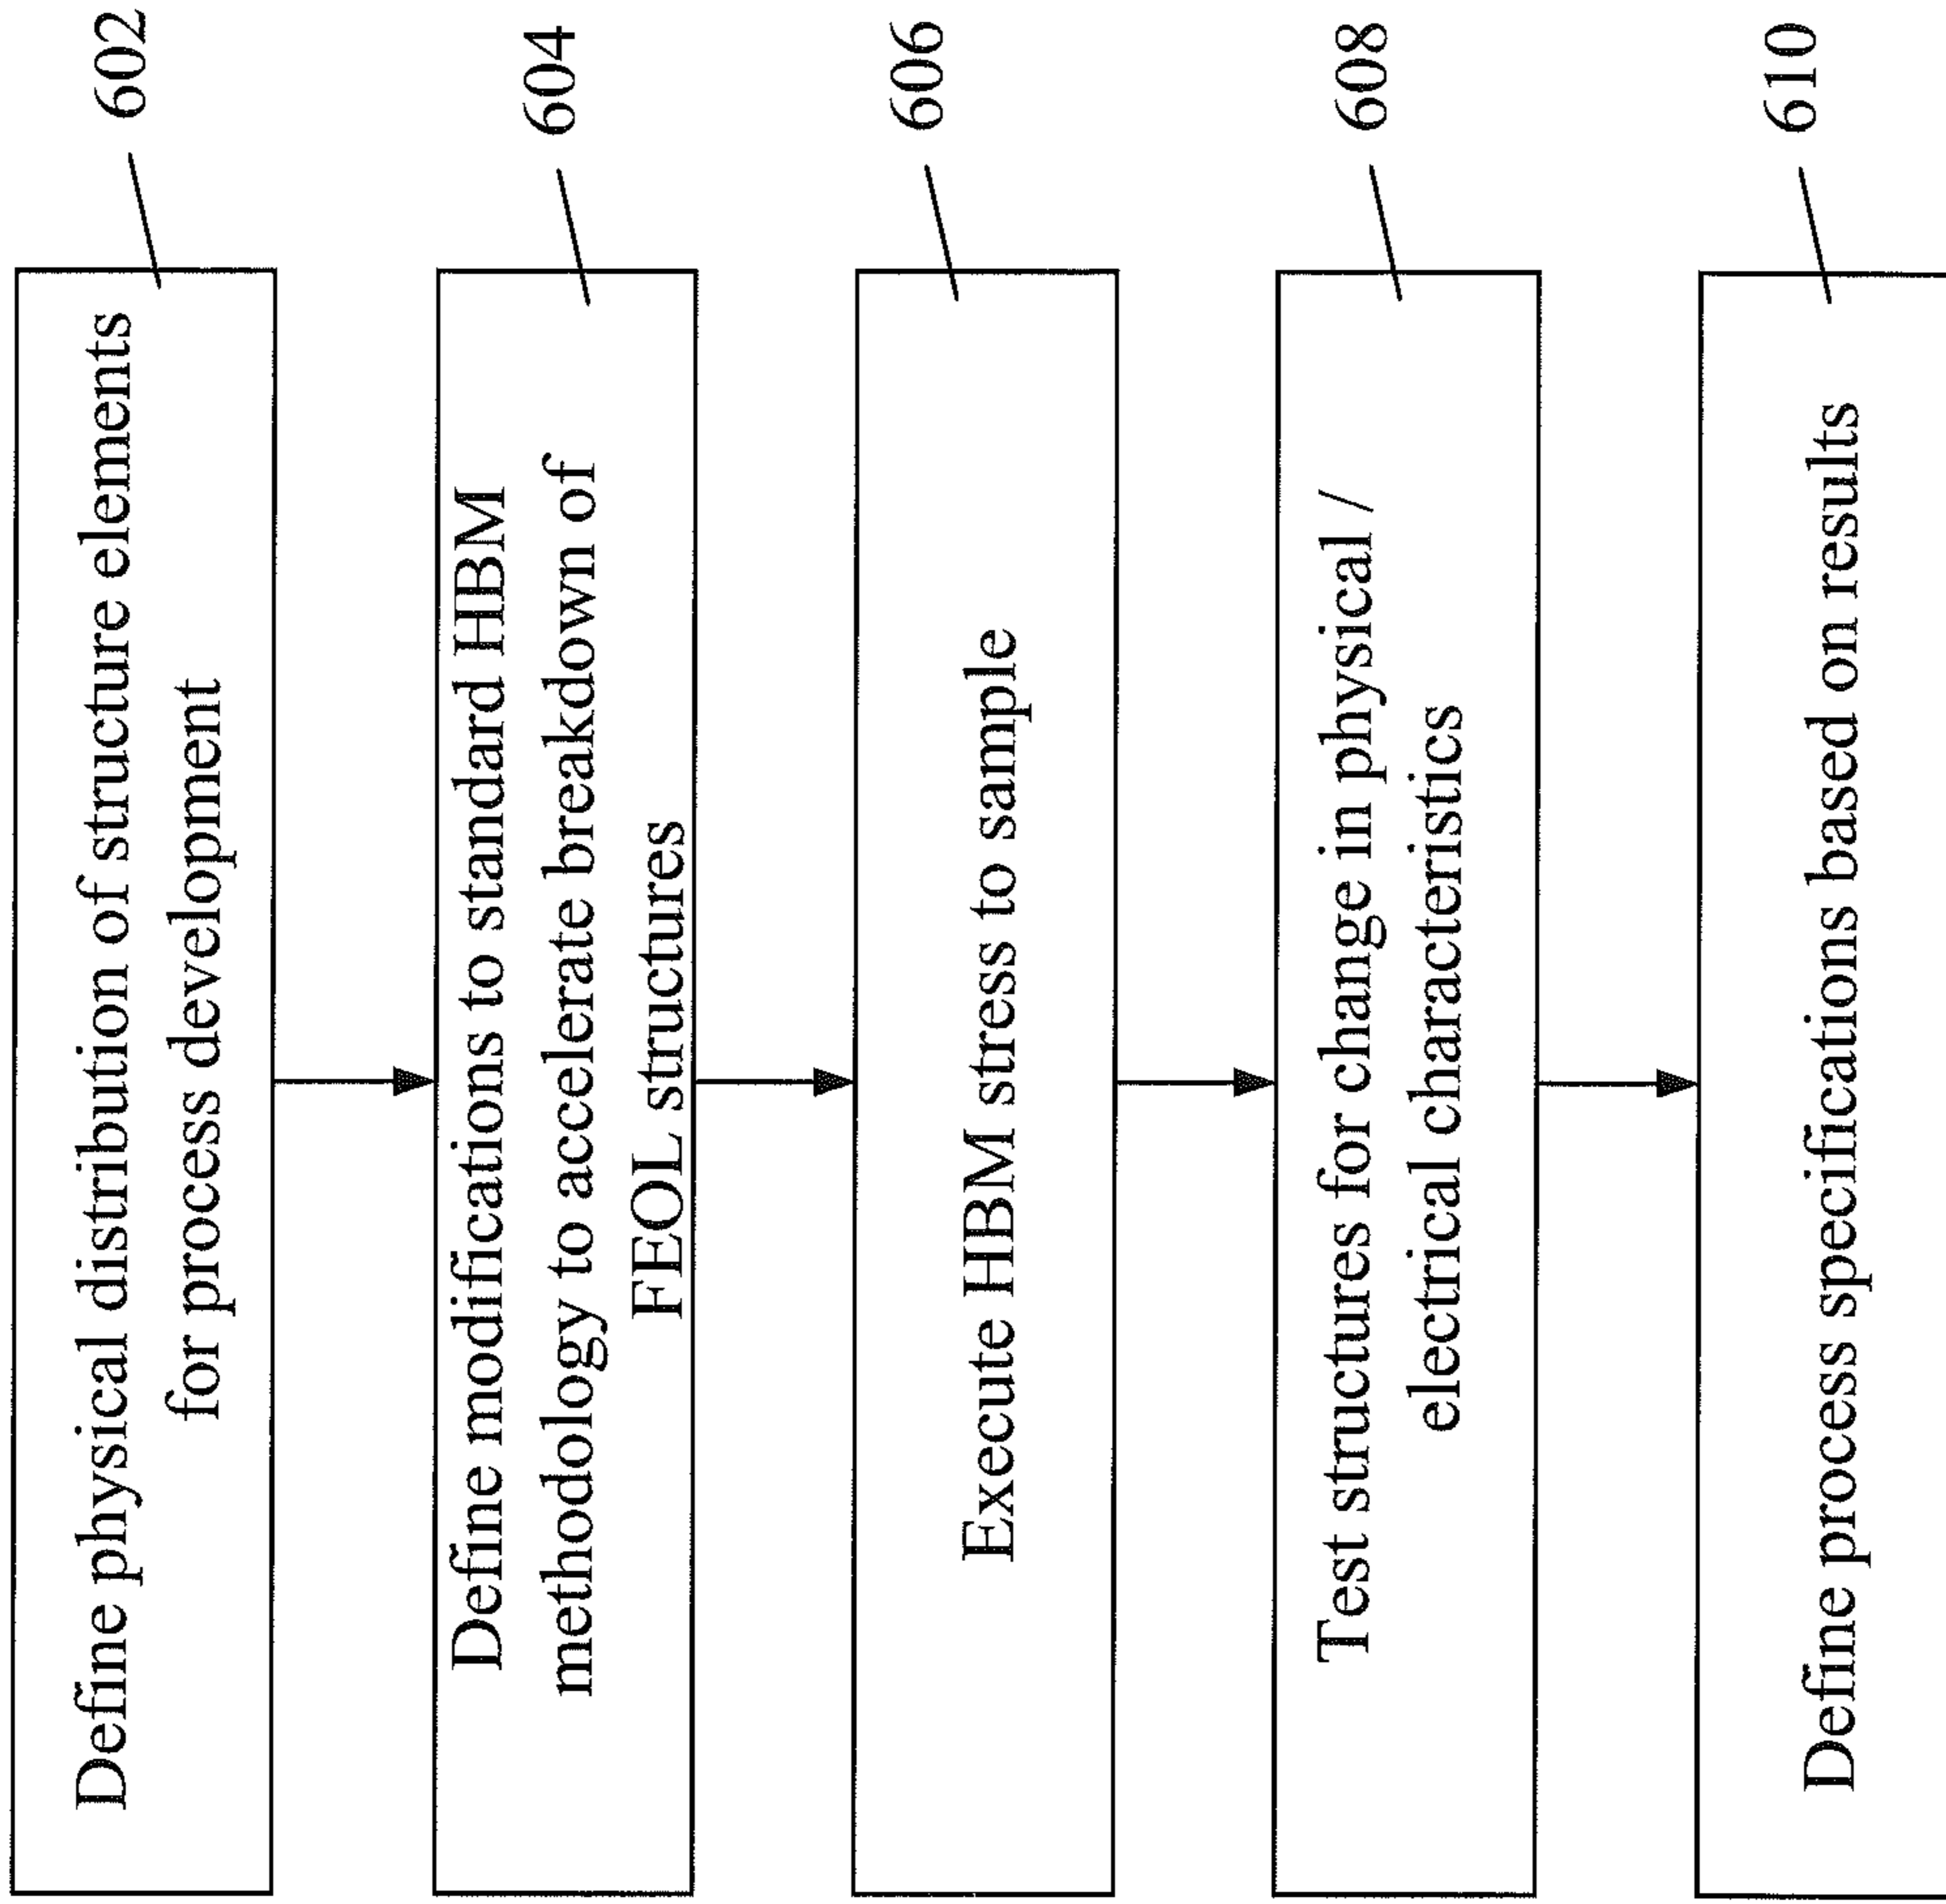 Define physical distribution of structure elements
for process development
602
Define modifications to standard HBM
methodology to accelerate breakdown of
FEOL structures
604
Execute HBM stress to sample
606
Test structures for change in physical /
electrical characteristics
608
Define process specifications based on results
610